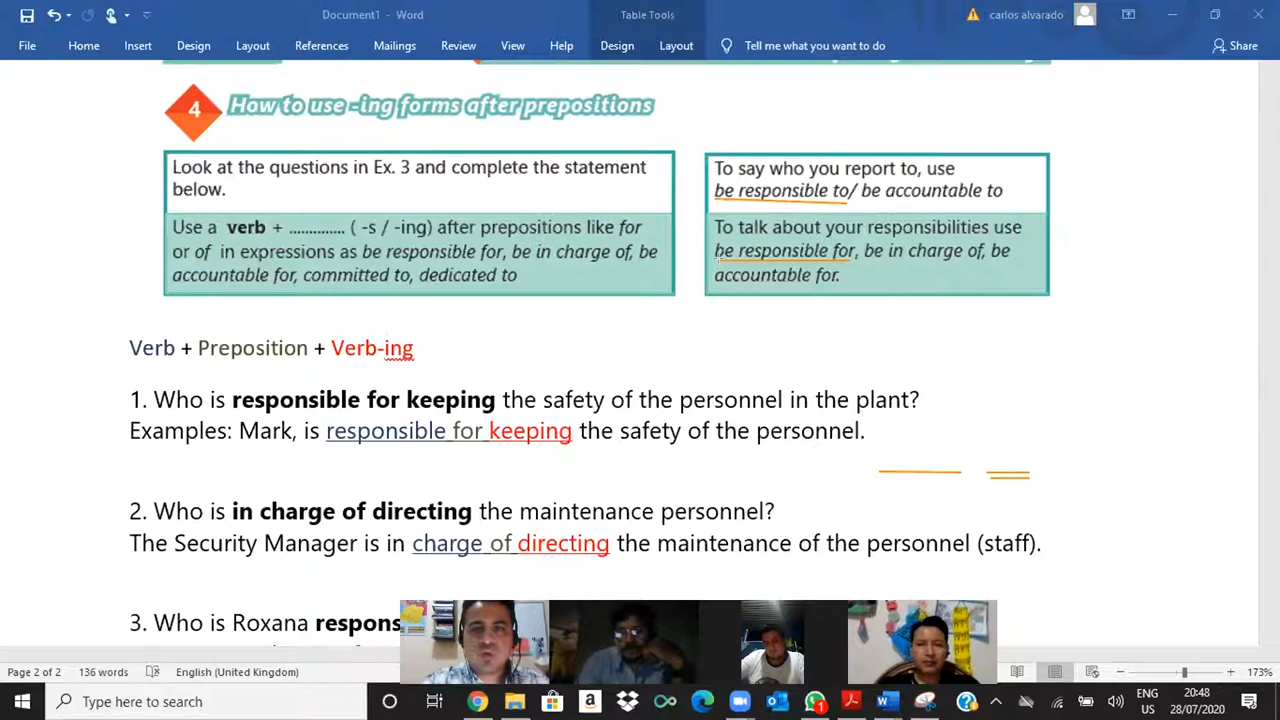 Document1 - Word
Table Tools
carlos alvarado
File Home Insert Design Layout References Mailings Review View Help Design Layout Tell me what you want to do Share
4 How to use -ing forms after prepositions
Look at the questions in Ex. 3 and complete the statement
below.
Use a verb + .............. ( -s / -ing) after prepositions like for
or of in expressions as be responsible for, be in charge of, be
accountable for, committed to, dedicated to
To say who you report to, use
be responsible to/ be accountable to
To talk about your responsibilities use
be responsible for, be in charge of, be
accountable for.
Verb + Preposition + Verb-ing
1. Who is responsible for keeping the safety of the personnel in the plant?
Examples: Mark, is responsible for keeping the safety of the personnel.
2. Who is in charge of directing the maintenance personnel?
The Security Manager is in charge of directing the maintenance of the personnel (staff).
3. Who is Roxana respons
Page 2 of 2 136 words English (United Kingdom) 173%
Type here to search
ENG
US
20:48
28/07/2020